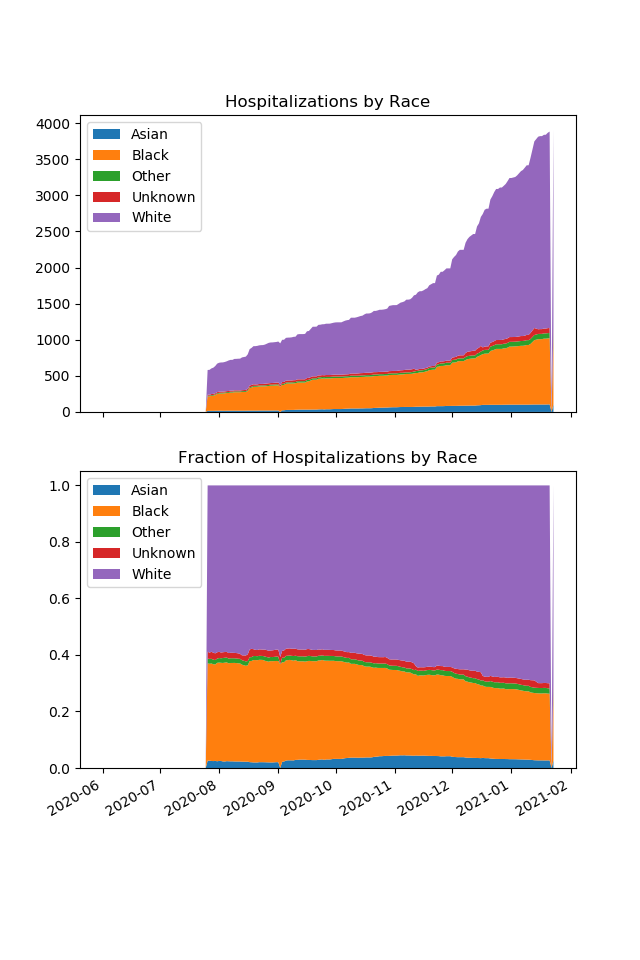 Hospitalizations by Race
4000
3500
3000
2500
2000
1500
1000
500
0
Asian
Black
Other
Unknown
White
Fraction of Hospitalizations by Race
1.0
0.8
0.6
0.4
0.2
0.0
Asian
Black
Other
Unknown
White
2020-06
2020-07
2020-08
2020-09
2020-10
2020-11
2020-12
2021-01
2021-02